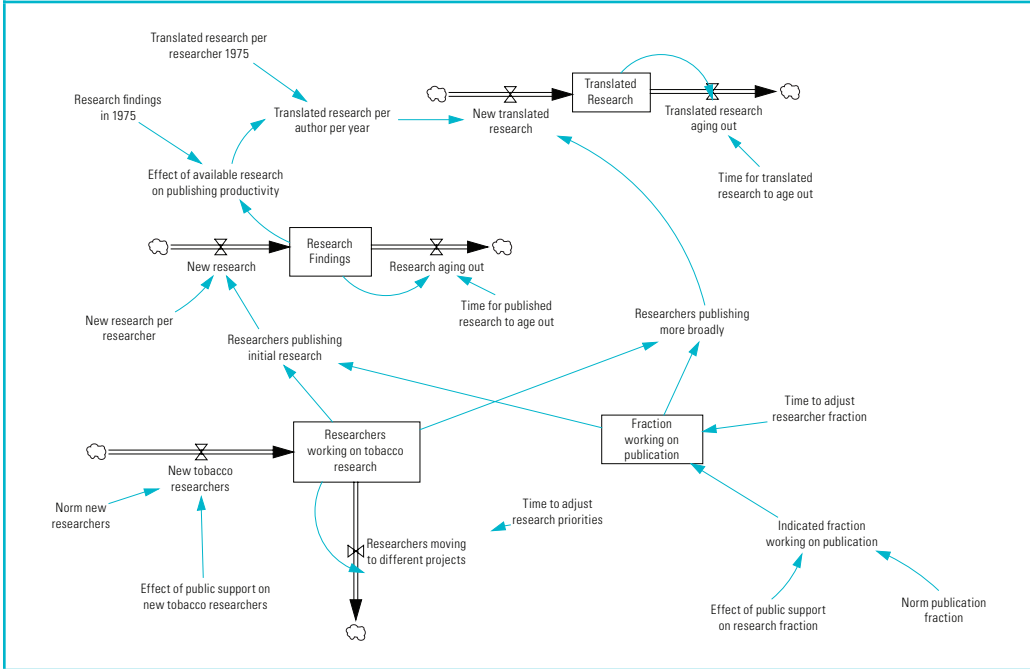 Translated research per
researcher 1975
Research findings
in 1975
Translated research per
author per year
New translated
research
Translated
Research
Translated research
aging out
Time for translated
research to age out
Effect of available research
on publishing productivity
New research
Research
Findings
Research aging out
Time for published
research to age out
New research per
researcher
Researchers publishing
initial research
Researchers publishing
more broadly
Time to adjust
researcher fraction
Fraction
working on
publication
Researchers
working on tobacco
research
New tobacco
researchers
Norm new
researchers
Time to adjust
research priorities
Researchers moving
to different projects
Indicated fraction
working on publication
Effect of public support on
new tobacco researchers
Effect of public support
on research fraction
Norm publication
fraction